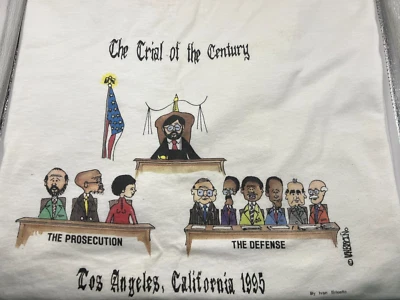 The Trial of the Century
THE PROSECUTION
THE DEFENSE
Los Angeles, California 1995